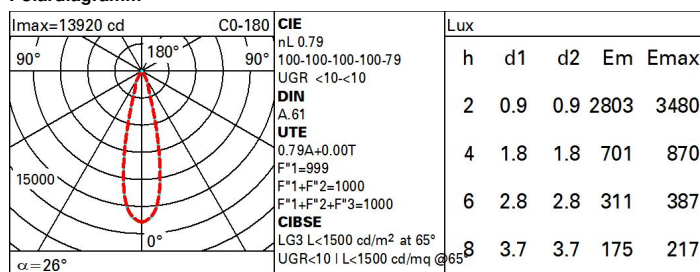 Imax=13920 cd C0-180
90° 180° 90°
15000
0°
α=26°
CIE
nL 0.79
100-100-100-100-79
UGR <10-<10
DIN
A.61
UTE
0.79A+0.00T
F"1=999
F"1+F"2=1000
F"1+F"2+F"3=1000
CIBSE
LG3 L<1500 cd/m² at 65°
UGR<10 | L<1500 cd/mq @65°
Lux
h d1 d2 Em Emax
2 0.9 0.9 2803 3480
4 1.8 1.8 701 870
6 2.8 2.8 311 387
8 3.7 3.7 175 217